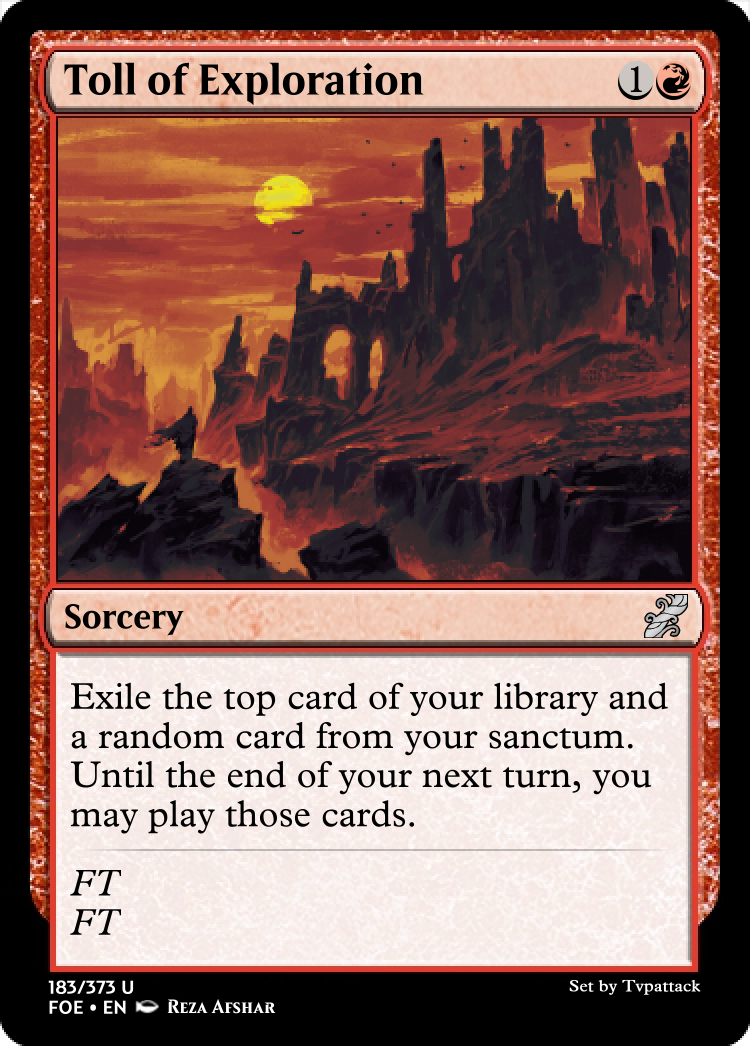 Toll of Exploration 1
Sorcery
Exile the top card of your library and
a random card from your sanctum.
Until the end of your next turn, you
may play those cards.
FT
FT
183/373 U
Set by Tvpattack
FOE • EN Reza Afshar